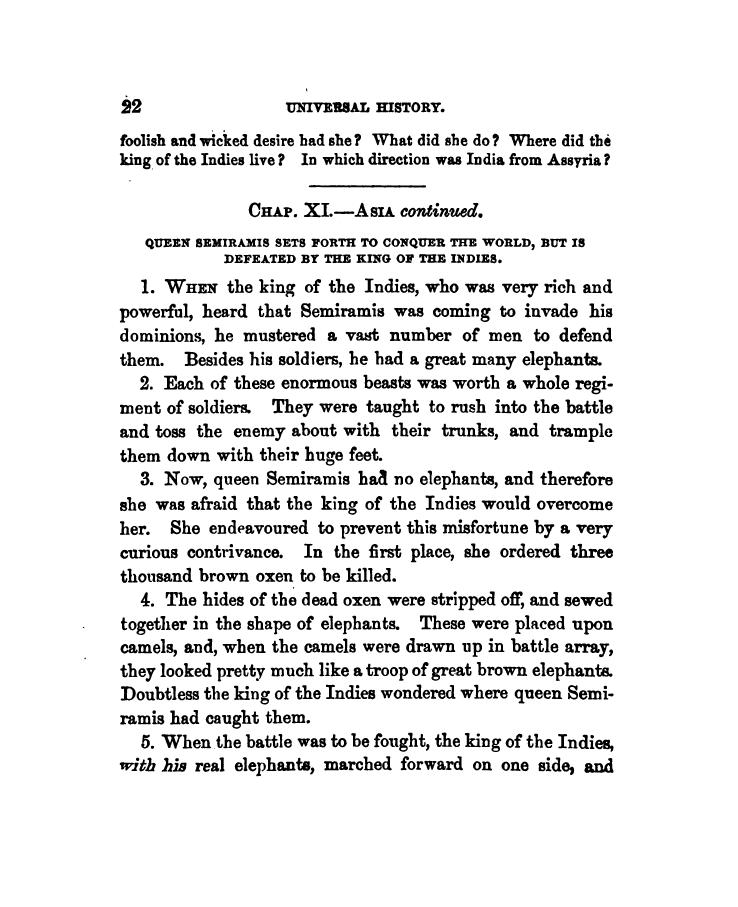 22 UNIVERSAL HISTORY.
foolish and wicked desire had she? What did she do? Where did the
king of the Indies live? In which direction was India from Assyria?
CHAP. XI.—ASIA continued.
QUEEN SEMIRAMIS SETS FORTH TO CONQUER THE WORLD, BUT IS
DEFEATED BY THE KING OF THE INDIES.
1. WHEN the king of the Indies, who was very rich and
powerful, heard that Semiramis was coming to invade his
dominions, he mustered a vast number of men to defend
them. Besides his soldiers, he had a great many elephants.
2. Each of these enormous beasts was worth a whole regi-
ment of soldiers. They were taught to rush into the battle
and toss the enemy about with their trunks, and trample
them down with their huge feet.
3. Now, queen Semiramis had no elephants, and therefore
she was afraid that the king of the Indies would overcome
her. She endeavoured to prevent this misfortune by a very
curious contrivance. In the first place, she ordered three
thousand brown oxen to be killed.
4. The hides of the dead oxen were stripped off, and sewed
together in the shape of elephants. These were placed upon
camels, and, when the camels were drawn up in battle array,
they looked pretty much like a troop of great brown elephants.
Doubtless the king of the Indies wondered where queen Semi-
ramis had caught them.
5. When the battle was to be fought, the king of the Indies,
with his real elephants, marched forward on one side, and